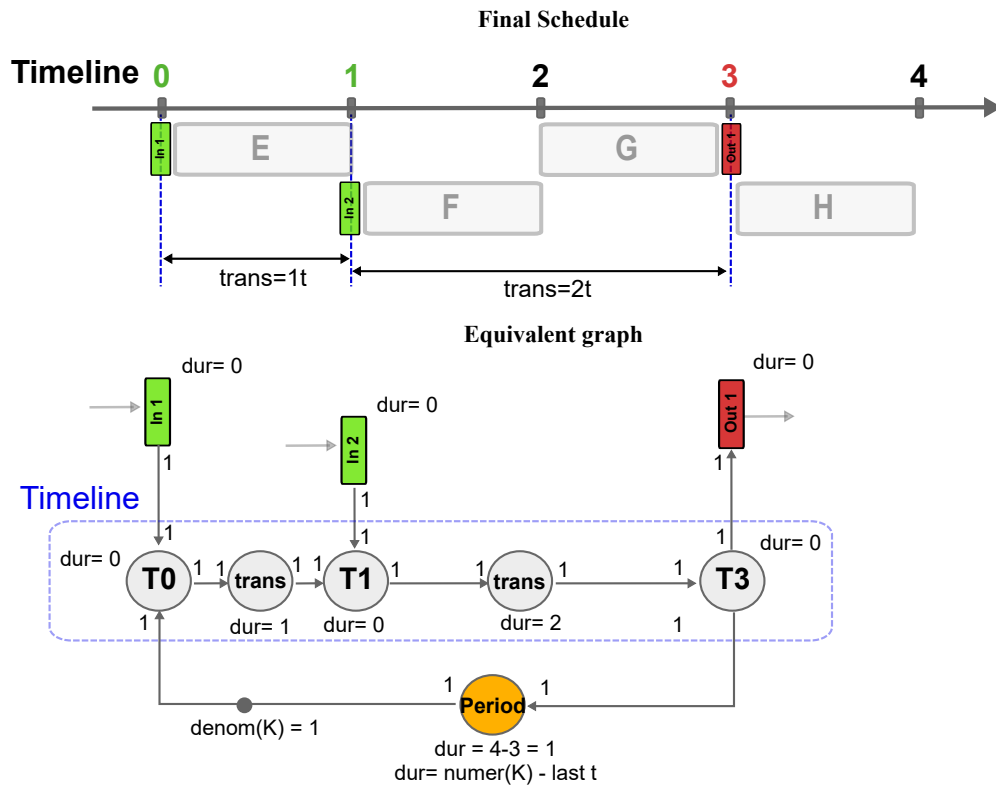 Final Schedule
Timeline 0 1 2 3 4
In 1 E G Out 1
In 2 F H
trans=1t
trans=2t
Equivalent graph
dur= 0
dur= 0
dur= 0
In 1
In 2
Out 1
1
1
1
Timeline
1
1
1
dur= 0
dur= 0
T0 1 1 trans 1 1 T1 1 1 trans 1 1 T3
1
dur= 1
dur= 0
dur= 2
1
1
1
Period
denom(K) = 1
dur = 4-3 = 1
dur= numer(K) - last t